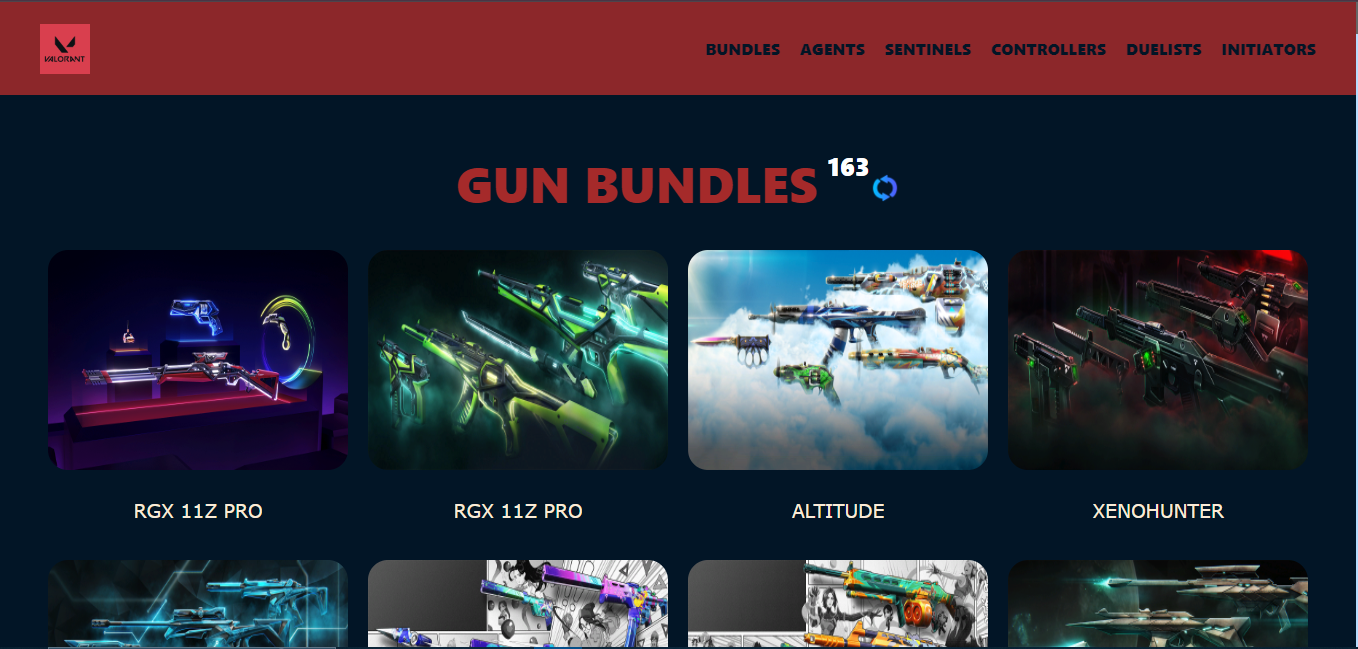 VALORANT
BUNDLES AGENTS SENTINELS CONTROLLERS DUELISTS INITIATORS
GUN BUNDLES 163
RGX 11Z PRO
RGX 11Z PRO
ALTITUDE
XENOHUNTER